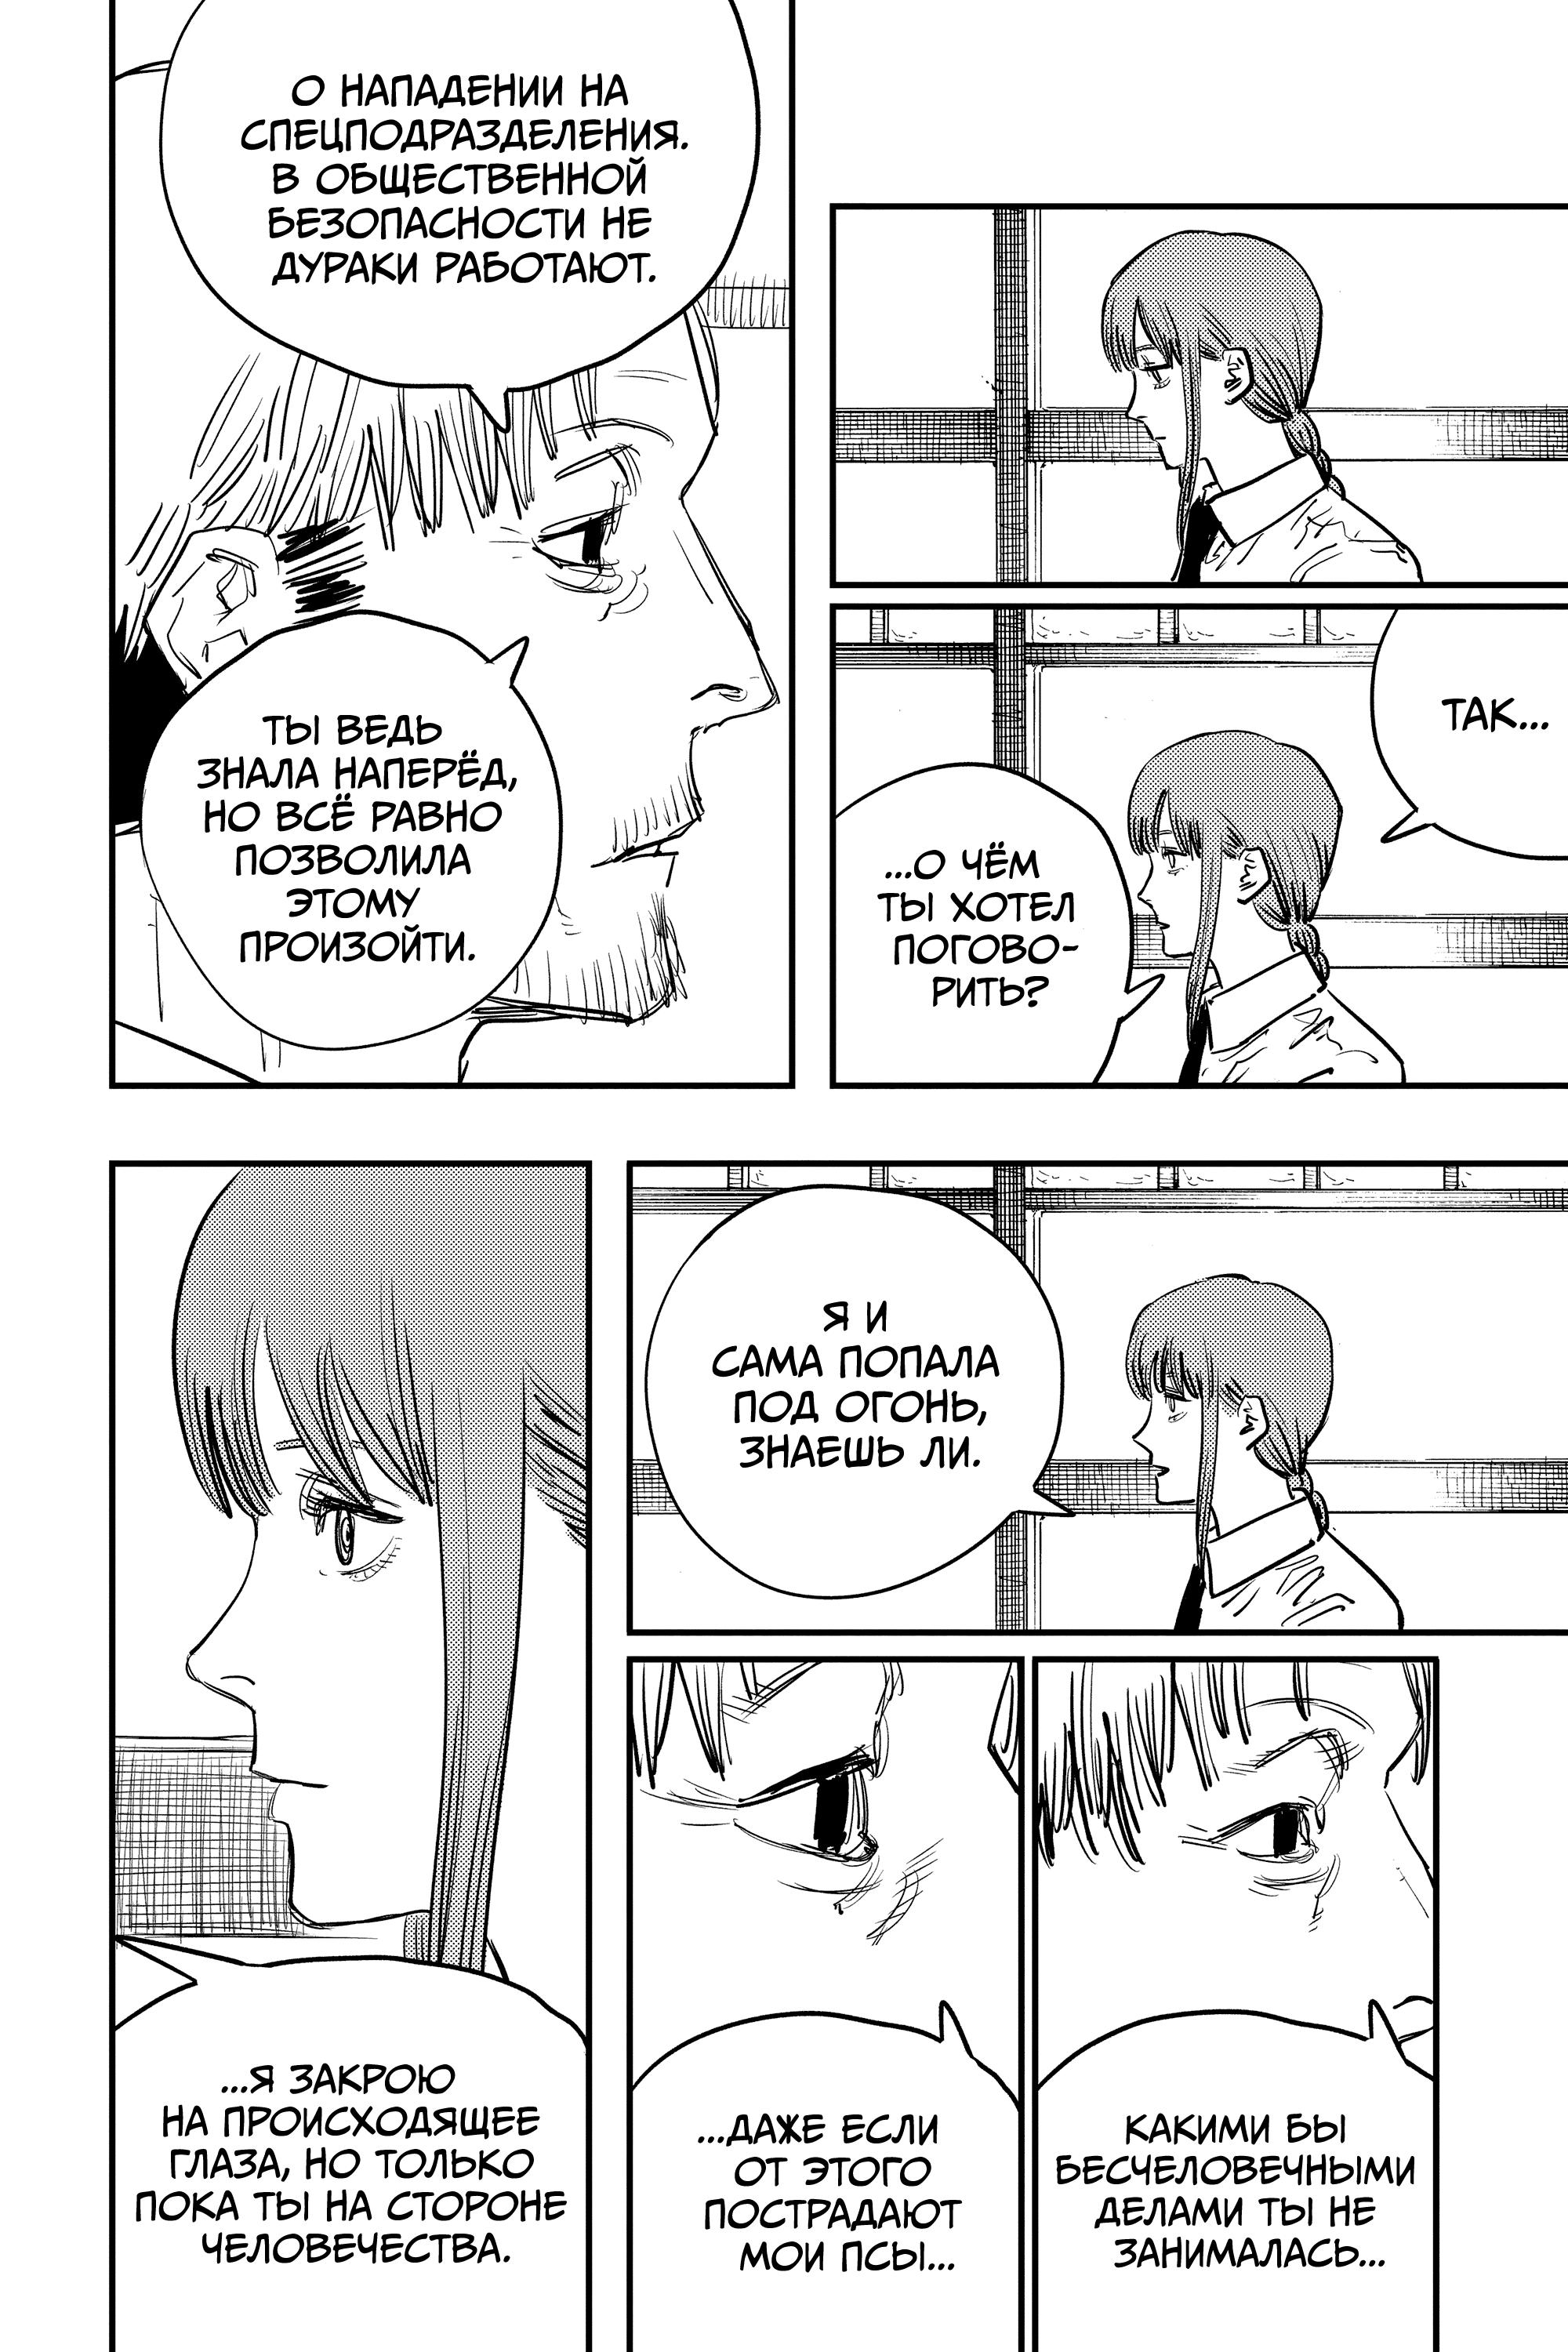 ТАК...
...О ЧЁМ
ТЫ ХОТЕЛ
ПОГОВО-
РИТЬ?
О НАПАДЕНИИ НА
СПЕЦПОДРАЗДЕЛЕНИЯ.
В ОБЩЕСТВЕННОЙ
БЕЗОПАСНОСТИ НЕ
ДУРАКИ РАБОТАЮТ.
ТЫ ВЕДЬ
ЗНАЛА НАПЕРЁД,
НО ВСЁ РАВНО
ПОЗВОЛИЛА
ЭТОМУ
ПРОИЗОЙТИ.
Я И
САМА ПОПАЛА
ПОД ОГОНЬ,
ЗНАЕШЬ ЛИ.
КАКИМИ БЫ
БЕСЧЕЛОВЕЧНЫМИ
ДЕЛАМИ ТЫ НЕ
ЗАНИМАЛАСЬ...
...ДАЖЕ ЕСЛИ
ОТ ЭТОГО
ПОСТРАДАЮТ
МОИ ПСЫ...
...Я ЗАКРОЮ
НА ПРОИСХОДЯЩЕЕ
ГЛАЗА, НО ТОЛЬКО
ПОКА ТЫ НА СТОРОНЕ
ЧЕЛОВЕЧЕСТВА.